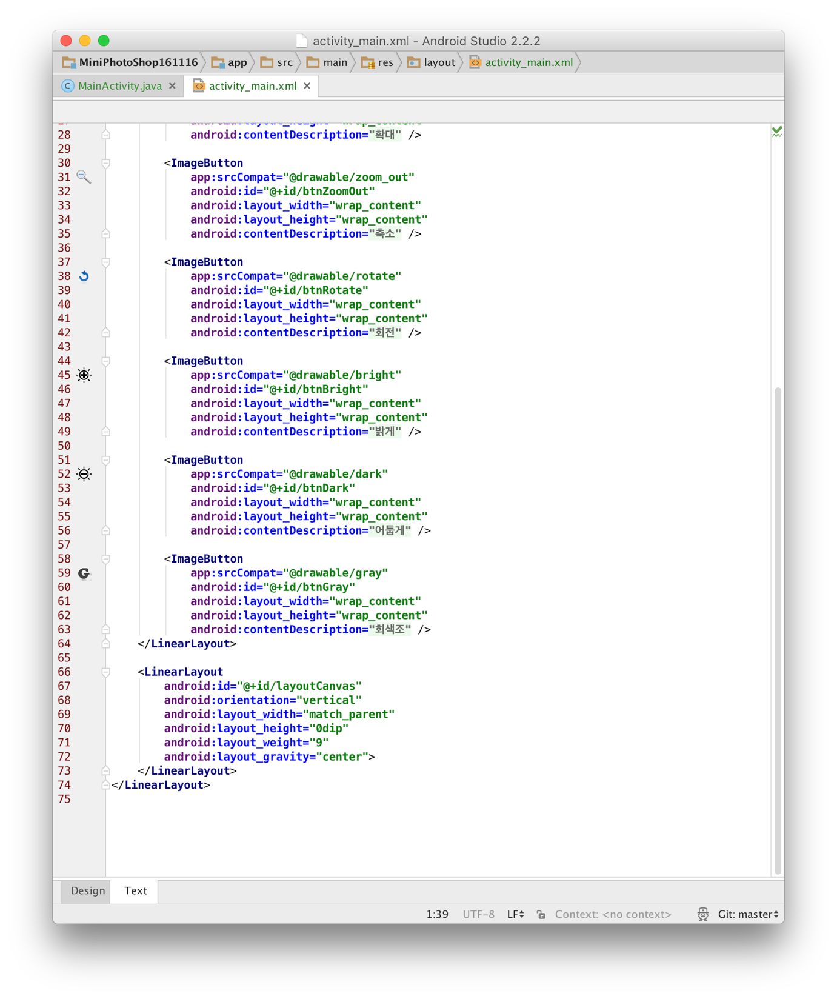 activity_main.xml - Android Studio 2.2.2
MiniPhotoShop161116 app src main res layout activity_main.xml
MainActivity.java activity_main.xml
28 android:contentDescription="확대" />
29
30 <ImageButton
31 app:srcCompat="@drawable/zoom_out"
32 android:id="@+id/btnZoomOut"
33 android:layout_width="wrap_content"
34 android:layout_height="wrap_content"
35 android:contentDescription="축소" />
36
37 <ImageButton
38 app:srcCompat="@drawable/rotate"
39 android:id="@+id/btnRotate"
40 android:layout_width="wrap_content"
41 android:layout_height="wrap_content"
42 android:contentDescription="회전" />
43
44 <ImageButton
45 app:srcCompat="@drawable/bright"
46 android:id="@+id/btnBright"
47 android:layout_width="wrap_content"
48 android:layout_height="wrap_content"
49 android:contentDescription="밝게" />
50
51 <ImageButton
52 app:srcCompat="@drawable/dark"
53 android:id="@+id/btnDark"
54 android:layout_width="wrap_content"
55 android:layout_height="wrap_content"
56 android:contentDescription="어둡게" />
57
58 <ImageButton
59 app:srcCompat="@drawable/gray"
60 android:id="@+id/btnGray"
61 android:layout_width="wrap_content"
62 android:layout_height="wrap_content"
63 android:contentDescription="회색조" />
64 </LinearLayout>
65
66 <LinearLayout
67 android:id="@+id/layoutCanvas"
68 android:orientation="vertical"
69 android:layout_width="match_parent"
70 android:layout_height="0dip"
71 android:layout_weight="9"
72 android:layout_gravity="center">
73 </LinearLayout>
74 </LinearLayout>
75
Design Text
1:39 UTF-8 LF Context: <no context> Git: master